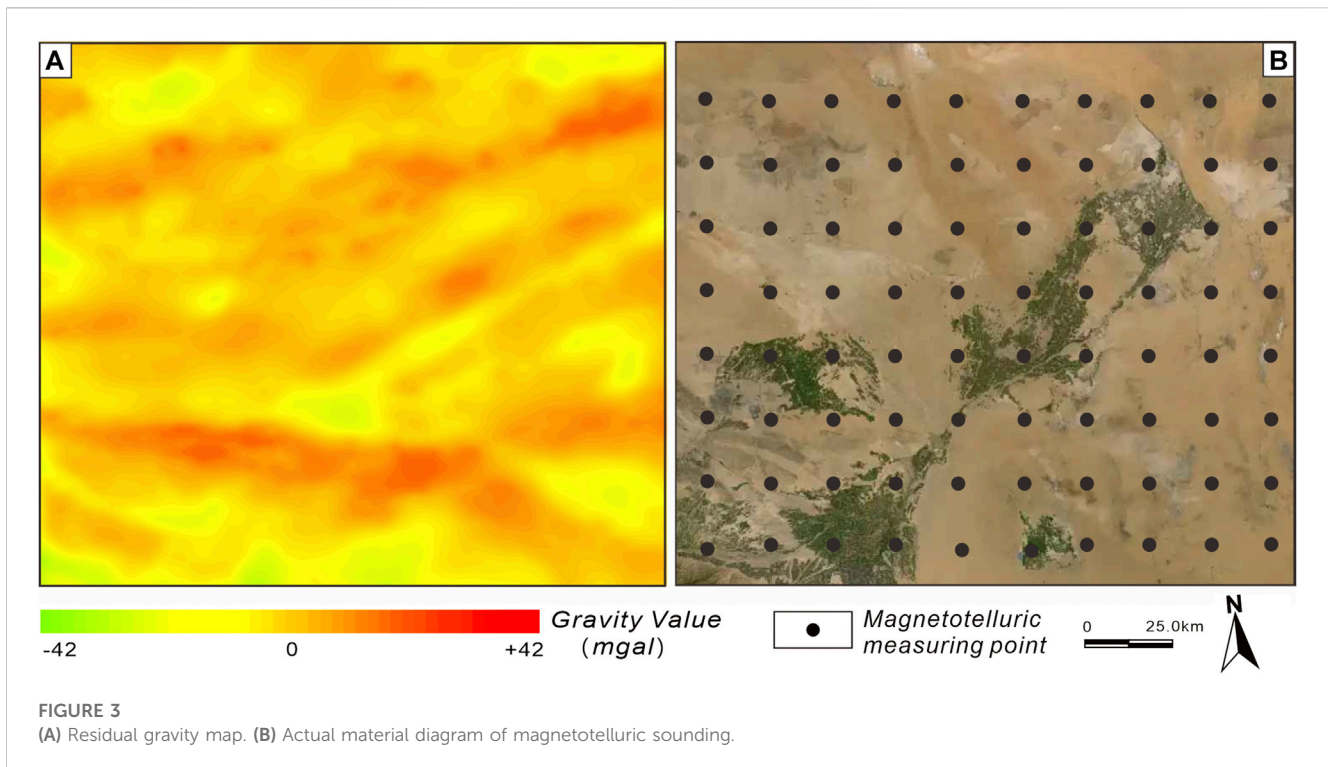 A
B
-42
0
+42
Gravity Value
(mgal)
Magnetotelluric
measuring point
0
25.0km
N
FIGURE 3
(A) Residual gravity map. (B) Actual material diagram of magnetotelluric sounding.